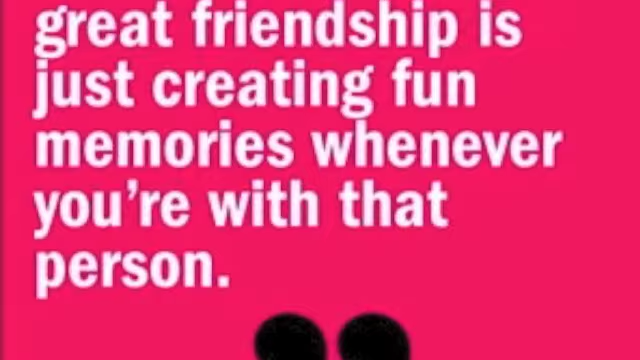 great friendship is
just creating fun
memories whenever
you're with that
person.